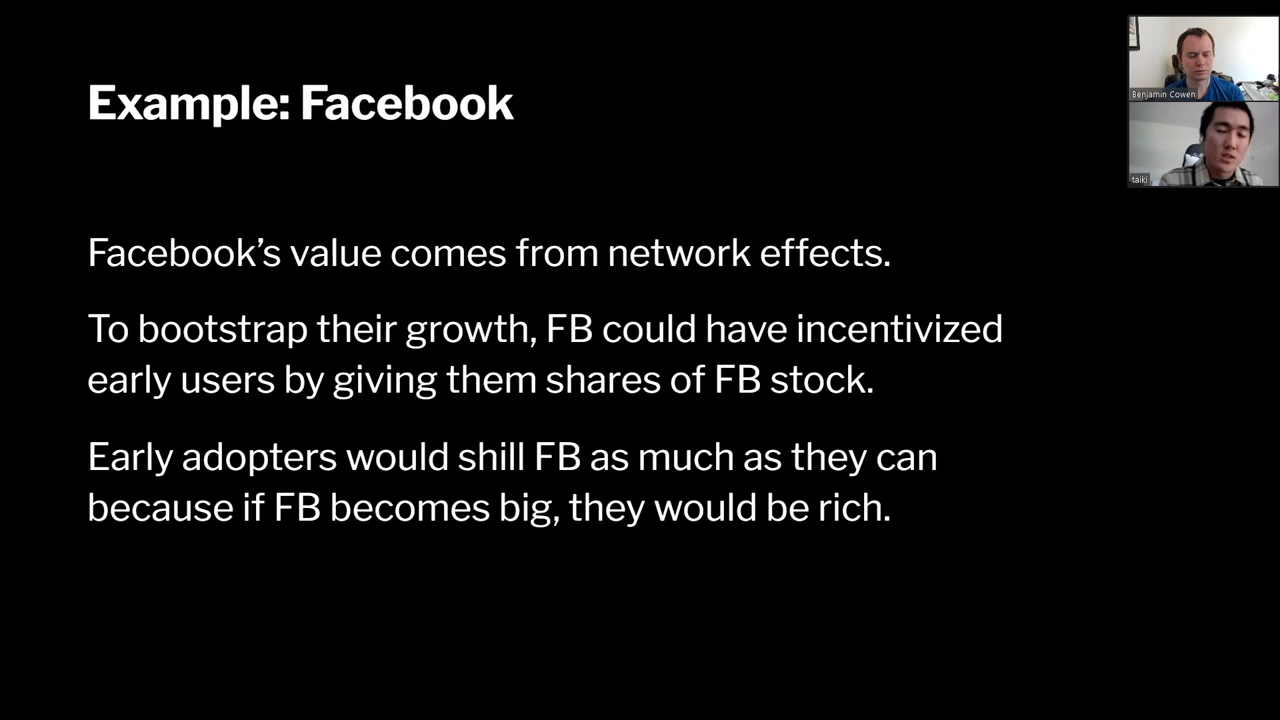 Example: Facebook
Benjamin Cowen
taiki
Facebook’s value comes from network effects.
To bootstrap their growth, FB could have incentivized
early users by giving them shares of FB stock.
Early adopters would shill FB as much as they can
because if FB becomes big, they would be rich.